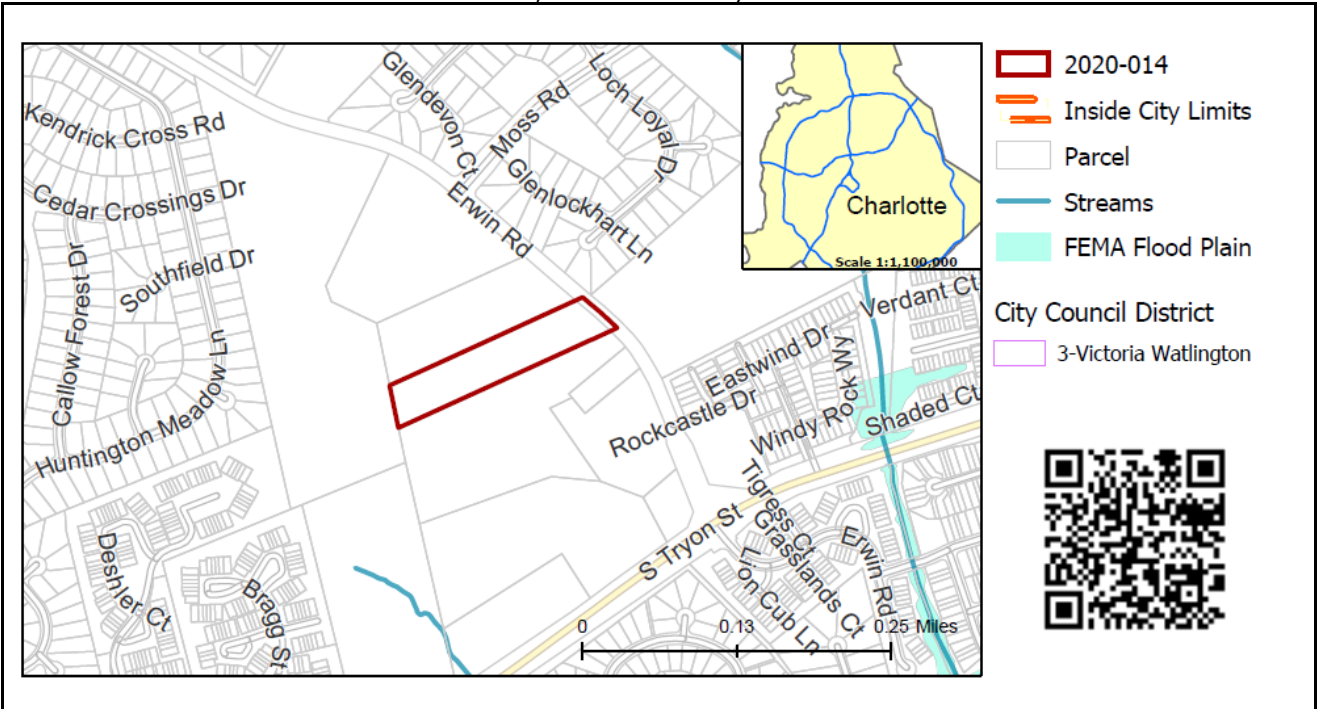 Kendrick Cross Rd
Cedar Crossings Dr
Southfield Dr
Callow Forest Dr
Huntington Meadow Ln
Deshler Ct
Bragg St
Glendevon Ct
Moss Rd
Loch Loyal Dr
Glenlockhart Ln
Erwin Rd
Eastwind Dr
Rockcastle Dr
Windy Rock Wy
Verdant Ct
Shaded Ct
S Tryon St
Tigress Ct
Grasslands Ct
Lion Cub Ln
Erwin Rd
0 0.13 0.25 Miles
Charlotte
Scale 1:1,100,000
2020-014
Inside City Limits
Parcel
Streams
FEMA Flood Plain
City Council District
3-Victoria Watlington